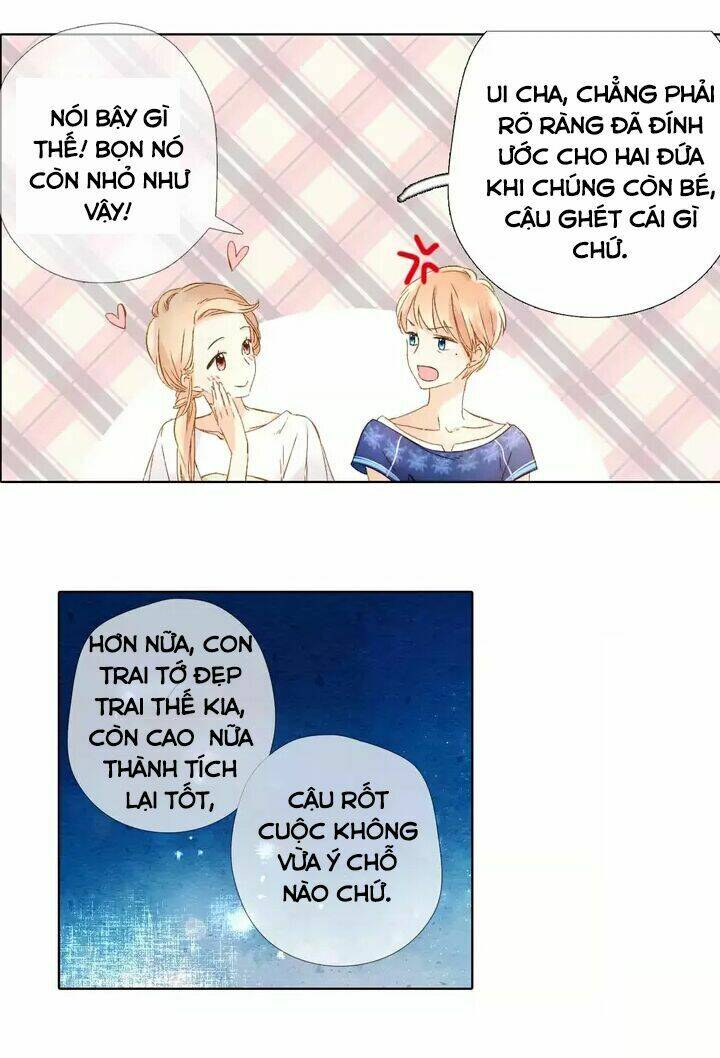 NÓI BẬY GÌ
THẾ! BỌN NÓ
CÒN NHỎ NHƯ
VẬY!
UI CHA, CHẲNG PHẢI
RÕ RÀNG ĐÃ ĐÍNH
ƯỚC CHO HAI ĐỨA
KHI CHÚNG CÒN BÉ,
CẬU GHÉT CÁI GÌ
CHỨ.
HƠN NỮA, CON
TRAI TỚ ĐẸP
TRAI THẾ KIA,
CÒN CAO NỮA
THÀNH TÍCH
LẠI TỐT,
CẬU RỐT
CUỘC KHÔNG
VỪA Ý CHỖ
NÀO CHỨ.